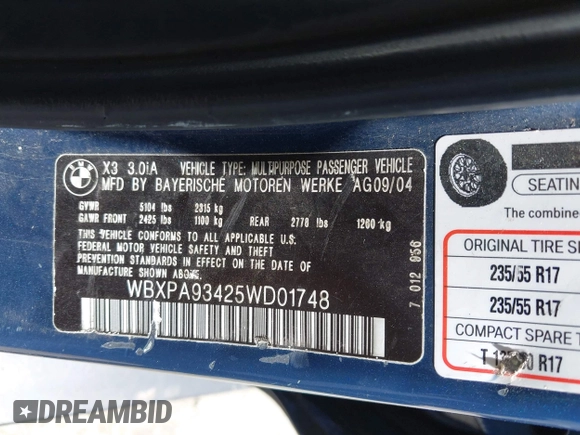 BMW
X3 3.0iA VEHICLE TYPE: MULTIPURPOSE PASSENGER VEHICLE
MFD BY BAYERISCHE MOTOREN WERKE AG09/04
GVWR 5104 lbs 2315 kg
GAWR FRONT 2425 lbs 1100 kg REAR 2778 lbs 1260 kg
THIS VEHICLE CONFORMS TO ALL APPLICABLE U.S.
FEDERAL MOTOR VEHICLE SAFETY AND THEFT
PREVENTION STANDARDS IN EFFECT ON THE DATE OF
MANUFACTURE SHOWN ABOVE.
WBXPA93425WD01748
7 012 056
SEATIN
The combine
ORIGINAL TIRE SI
235/55 R17
235/55 R17
COMPACT SPARE T
R17
DREAMBID